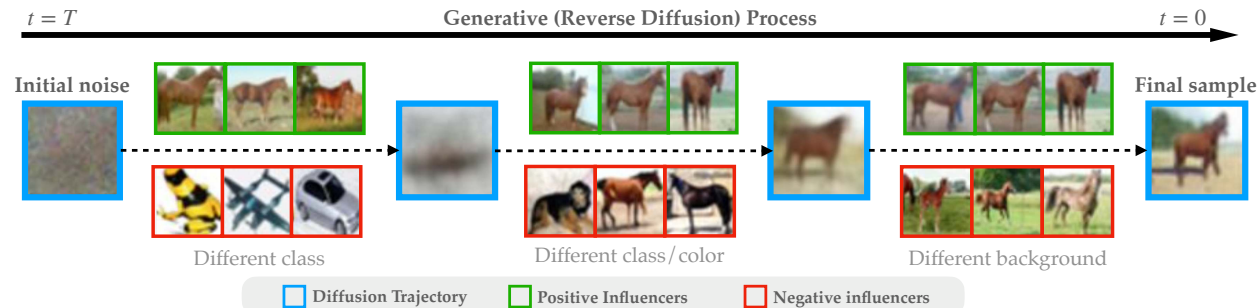 t = T
Generative (Reverse Diffusion) Process
t = 0
Initial noise
Final sample
Different class
Different class/color
Different background
Diffusion Trajectory
Positive Influencers
Negative influencers